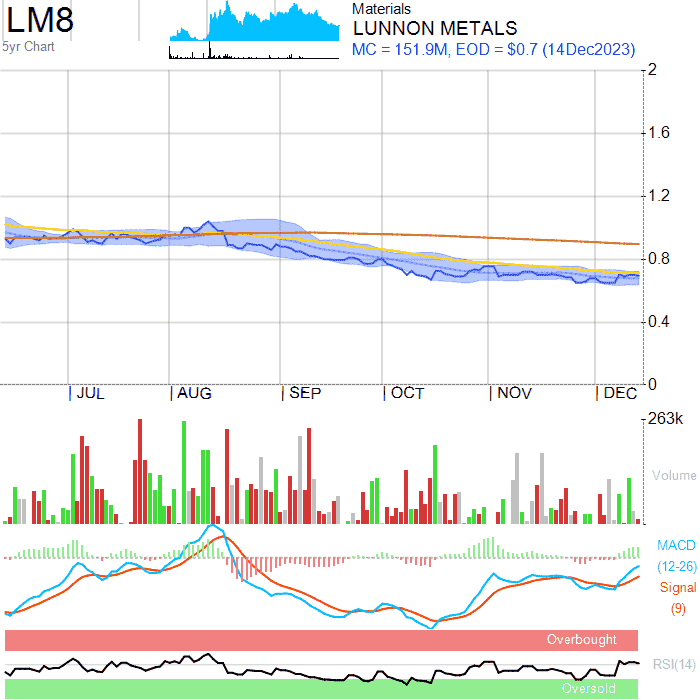 LM8
5yr Chart
Materials
LUNNON METALS
MC = 151.9M, EOD = $0.7 (14Dec2023)
2
1.6
1.2
0.8
0.4
0
JUL AUG SEP OCT NOV DEC
263k
Volume
MACD
(12-26)
Signal
(9)
Overbought
RSI(14)
Oversold